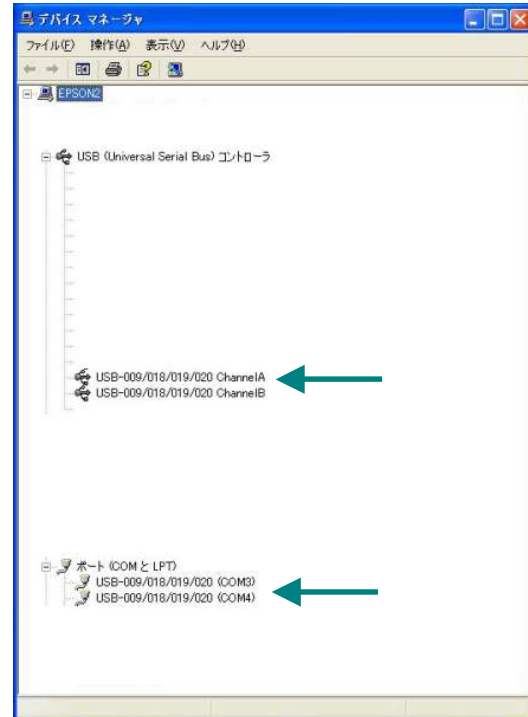 デバイス マネージャ
ファイル(F) 操作(A) 表示(V) ヘルプ(H)
EPSON2
USB (Universal Serial Bus) コントローラ
USB-009/018/019/020 ChannelA
USB-009/018/019/020 ChannelB
ポート (COM と LPT)
USB-009/018/019/020 (COM3)
USB-009/018/019/020 (COM4)